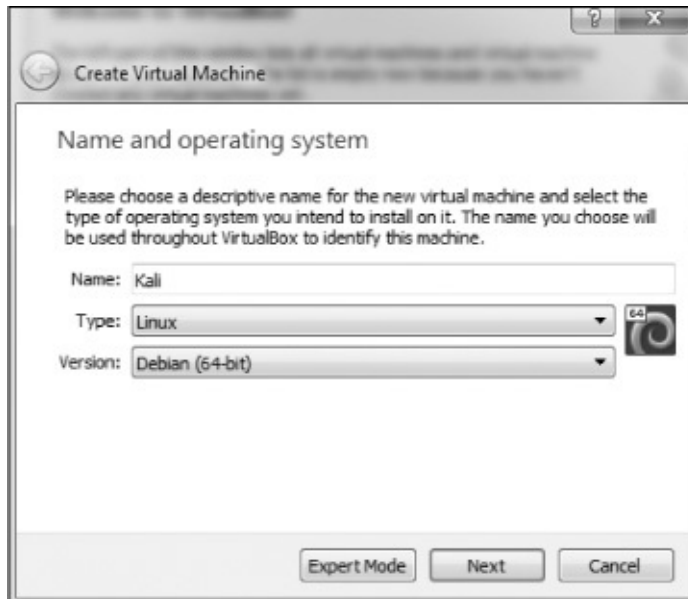 Create Virtual Machine
Name and operating system
Please choose a descriptive name for the new virtual machine and select the
type of operating system you intend to install on it. The name you choose will
be used throughout VirtualBox to identify this machine.
Name: Kali
Type: Linux
64
Version: Debian (64-bit)
Expert Mode Next Cancel